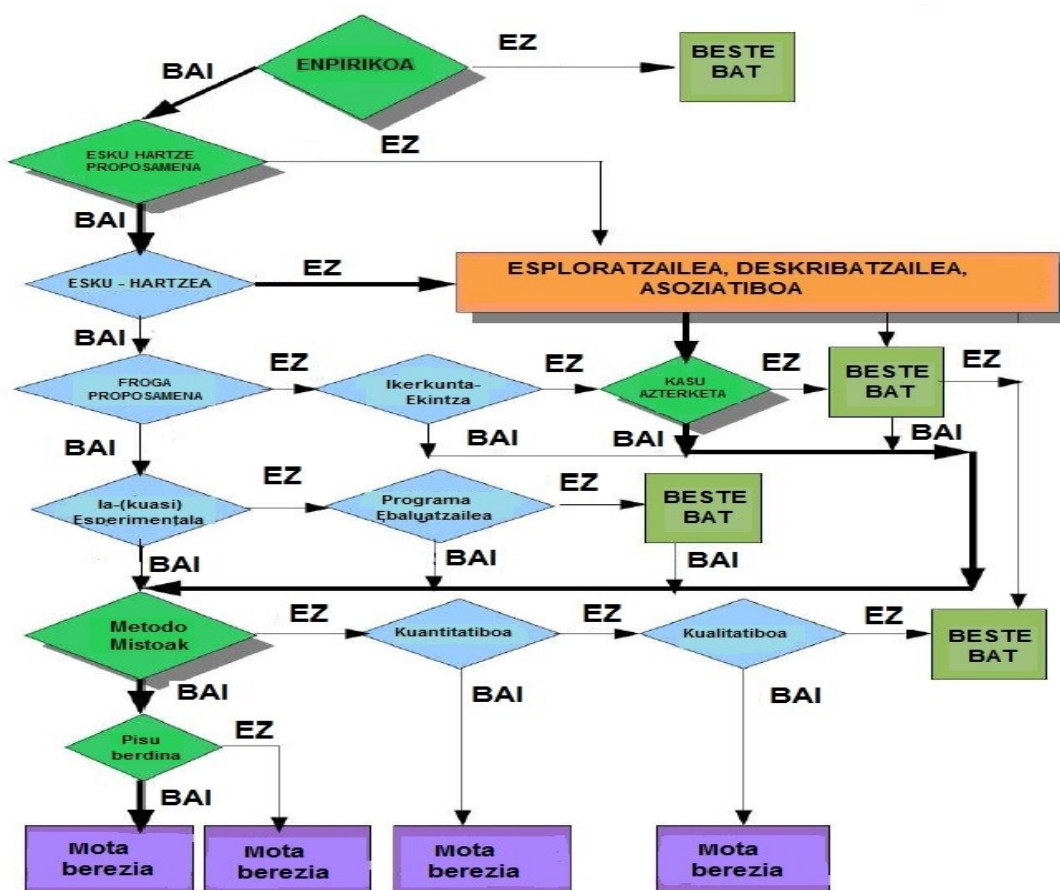 ENPIRIKOA
EZ
BESTE
BAT
BAI
ESKU HARTZE
PROPOSAMENA
EZ
BAI
ESKU - HARTZEA
EZ
ESPLORATZAILEA, DESKRIBATZAILEA,
ASOZIATIBOA
BAI
FROGA
PROPOSAMENA
EZ
Ikerkunta-
Ekintza
EZ
KASU
AZTERKETA
EZ
BESTE
BAT
EZ
BAI
BAI
BAI
BAI
Ia-(kuasi)
Esperimentala
EZ
Programa
Ebaluatzailea
EZ
BESTE
BAT
BAI
BAI
BAI
Metodo
Mistoak
EZ
Kuantitatiboa
EZ
Kualitatiboa
EZ
BESTE
BAT
BAI
BAI
BAI
Pisu
berdina
EZ
BAI
Mota
berezia
Mota
berezia
Mota
berezia
Mota
berezia